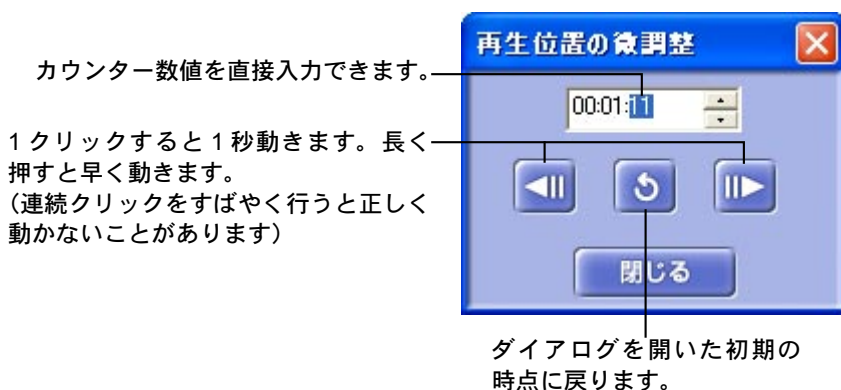 再生位置の微調整
カウンター数値を直接入力できます。
00:01:11
1クリックすると1秒動きます。長く
押すと早く動きます。
(連続クリックをすばやく行うと正しく
動かないことがあります)
閉じる
ダイアログを開いた初期の
時点に戻ります。